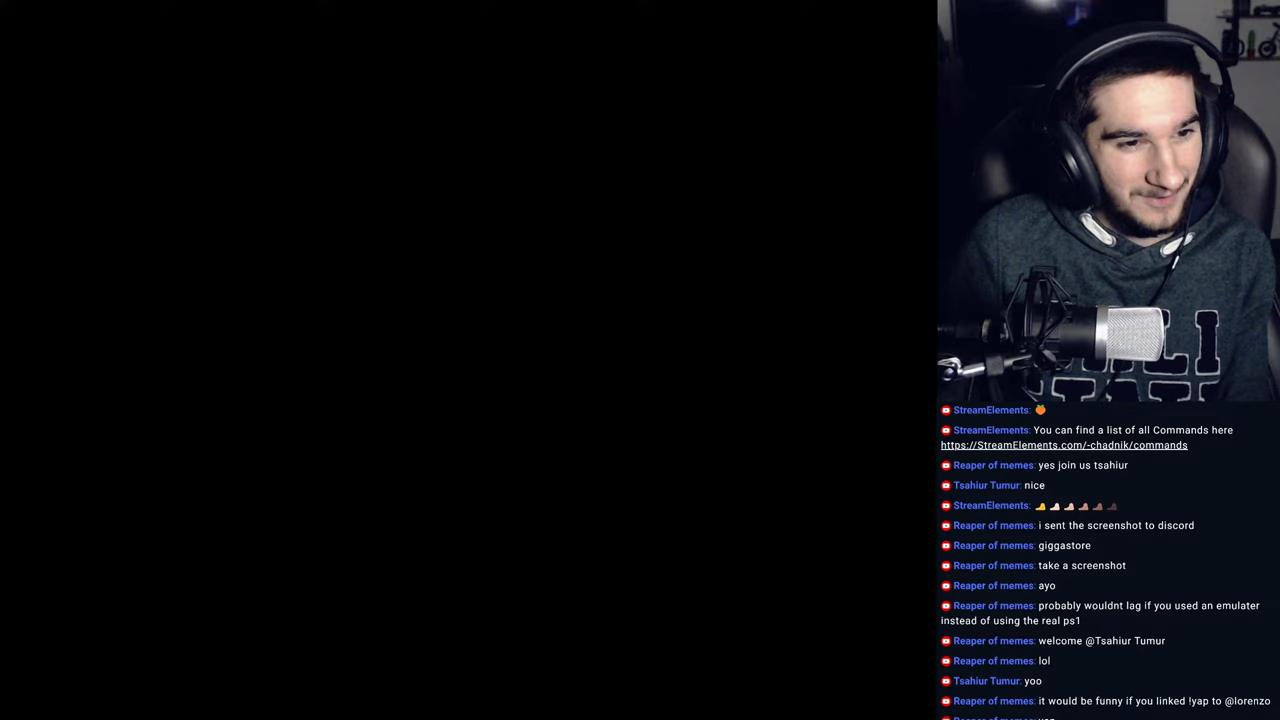 StreamElements: 🍊
StreamElements: You can find a list of all Commands here
https://StreamElements.com/-chadnik/commands
Reaper of memes: yes join us tsahiur
Tsahiur Tumur: nice
StreamElements: 🦶🦶🏻🦶🏼🦶🏽🦶🏾🦶🏿
Reaper of memes: i sent the screenshot to discord
Reaper of memes: giggastore
Reaper of memes: take a screenshot
Reaper of memes: ayo
Reaper of memes: probably wouldnt lag if you used an emulater
instead of using the real ps1
Reaper of memes: welcome @Tsahiur Tumur
Reaper of memes: lol
Tsahiur Tumur: yoo
Reaper of memes: it would be funny if you linked !yap to @lorenzo